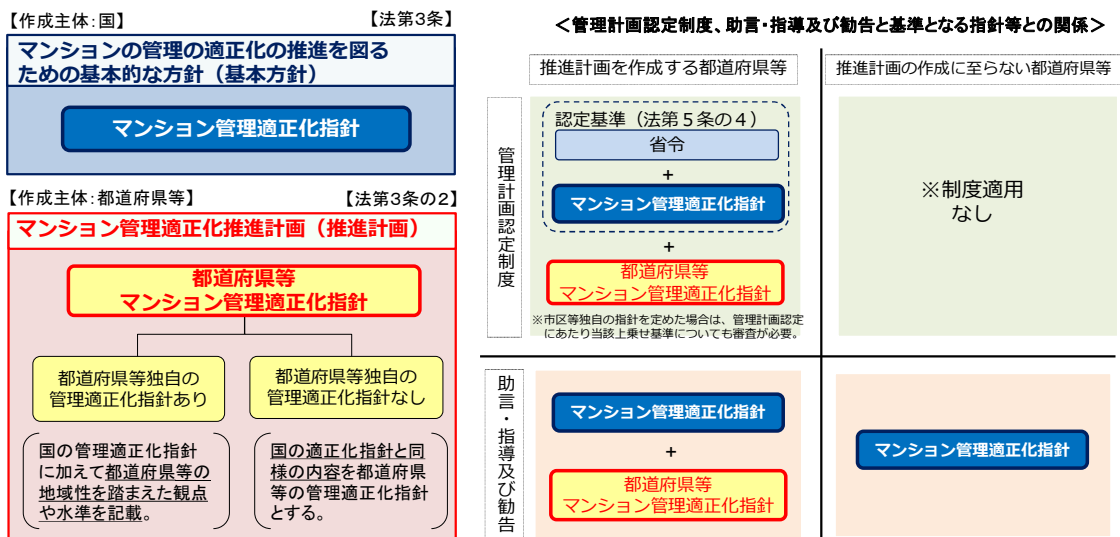 【作成主体:国】
【法第3条】
マンションの管理の適正化の推進を図る
ための基本的な方針（基本方針）
マンション管理適正化指針
【作成主体:都道府県等】
【法第3条の2】
マンション管理適正化推進計画（推進計画）
都道府県等
マンション管理適正化指針
都道府県等独自の
管理適正化指針あり
都道府県等独自の
管理適正化指針なし
国の管理適正化指針
に加えて都道府県等の
地域性を踏まえた観点
や水準を記載。
国の適正化指針と同
様の内容を都道府県
等の管理適正化指針
とする。
＜管理計画認定制度、助言・指導及び勧告と基準となる指針等との関係＞
推進計画を作成する都道府県等
推進計画の作成に至らない都道府県等
管理計画認定制度
認定基準（法第５条の４）
省令
+
マンション管理適正化指針
+
都道府県等
マンション管理適正化指針
※市区等独自の指針を定めた場合は、管理計画認定
にあたり当該上乗せ基準についても審査が必要。
※制度適用
なし
助言・指導及び勧告
マンション管理適正化指針
+
都道府県等
マンション管理適正化指針
マンション管理適正化指針